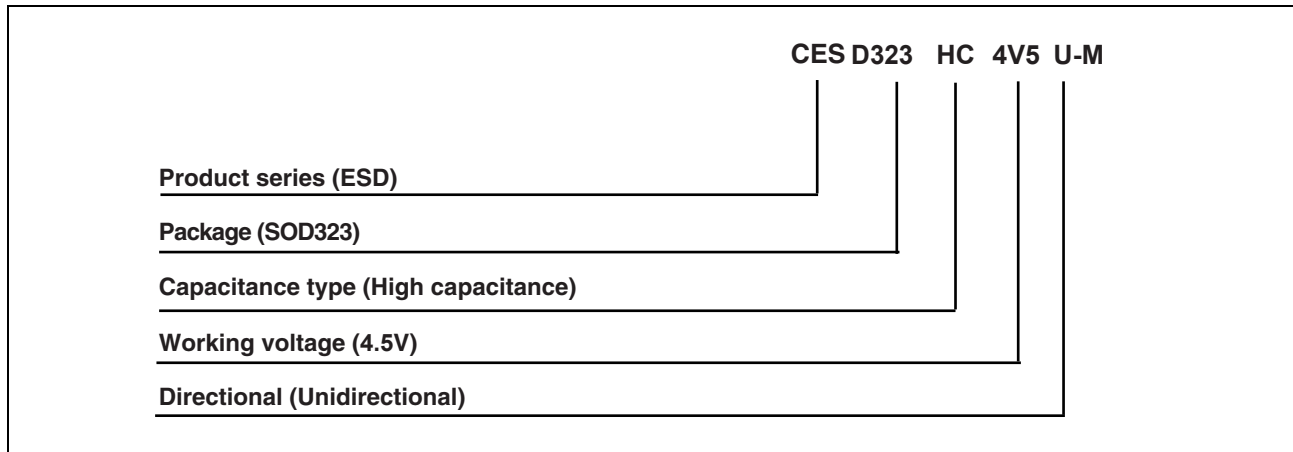 CES D323 HC 4V5 U-M
Product series (ESD)
Package (SOD323)
Capacitance type (High capacitance)
Working voltage (4.5V)
Directional (Unidirectional)